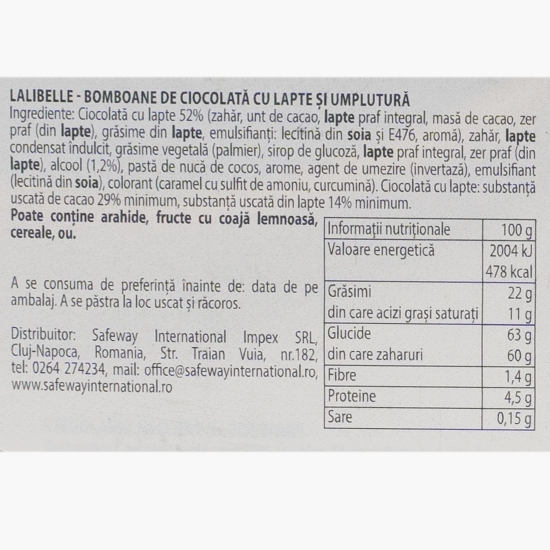 LALIBELLE - BOMBOANE DE CIOCOLATĂ CU LAPTE ȘI UMPLUTURĂ
Ingrediente: Ciocolată cu lapte 52% (zahăr, unt de cacao, lapte praf integral, masă de cacao, zer
praf (din lapte), grăsime din lapte, emulsifianți: lecitină din soia și E476, aromă), zahăr, lapte
condensat îndulcit, grăsime vegetală (palmier), sirop de glucoză, lapte praf integral, zer praf (din
lapte), alcool (1,2%), pastă de nucă de cocos, arome, agent de umezire (invertază), emulsifiant
(lecitină din soia), colorant (caramel cu sulfit de amoniu, curcumină). Ciocolată cu lapte: substanță
uscată de cacao 29% minimum, substanță uscată din lapte 14% minimum.
Poate conține arahide, fructe cu coajă lemnoasă,
cereale, ou.
A se consuma de preferință înainte de: data de pe
ambalaj. A se păstra la loc uscat și răcoros.
Distribuitor: Safeway International Impex SRL,
Cluj-Napoca, Romania, Str. Traian Vuia, nr.182,
tel: 0264 274234, mail: office@safewayinternational.ro,
www.safewayinternational.ro
Informații nutriționale 100 g
Valoare energetică 2004 kJ
478 kcal
Grăsimi 22 g
din care acizi grași saturați 11 g
Glucide 63 g
din care zaharuri 60 g
Fibre 1,4 g
Proteine 4,5 g
Sare 0,15 g